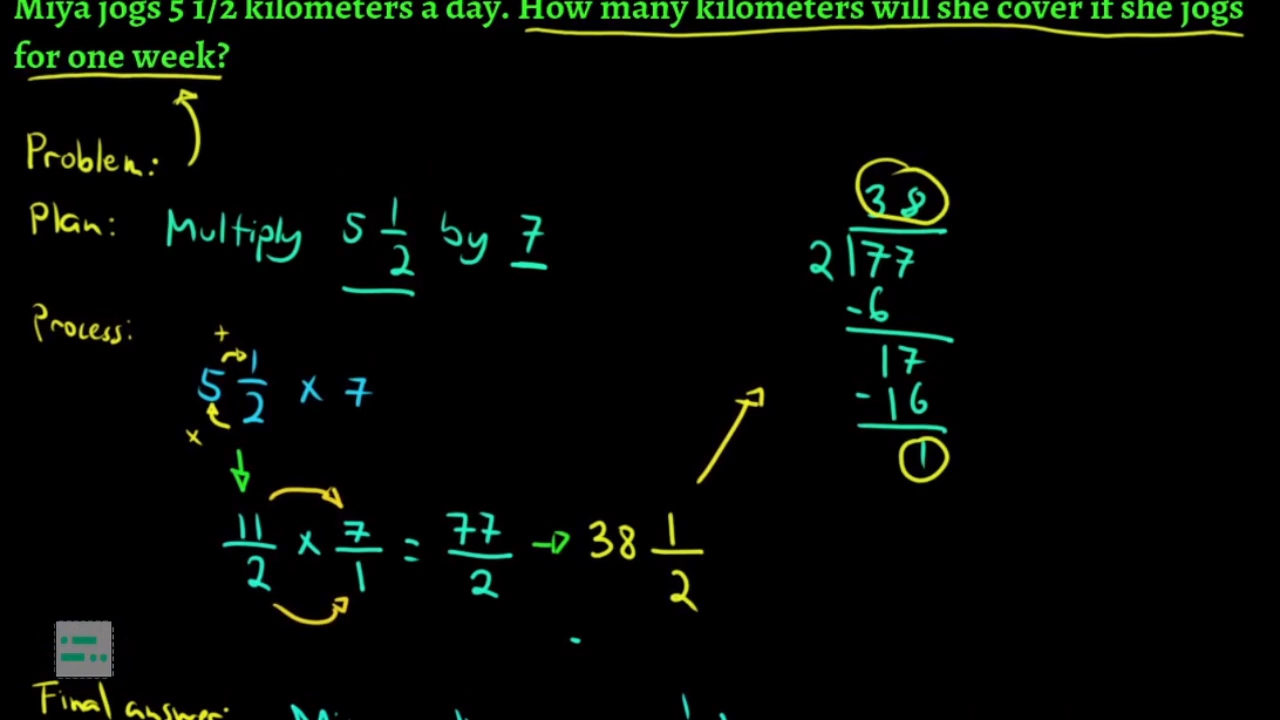 Miya jogs 5 1/2 kilometers a day. How many kilometers will she cover if she jogs
for one week?
Problem:
Plan: Multiply 5 1/2 by 7
Process:
+
5 1/2 x 7
x
11/2 x 7/1 = 77/2 → 38 1/2
38
2 77
-6
17
-16
1
Final answer: